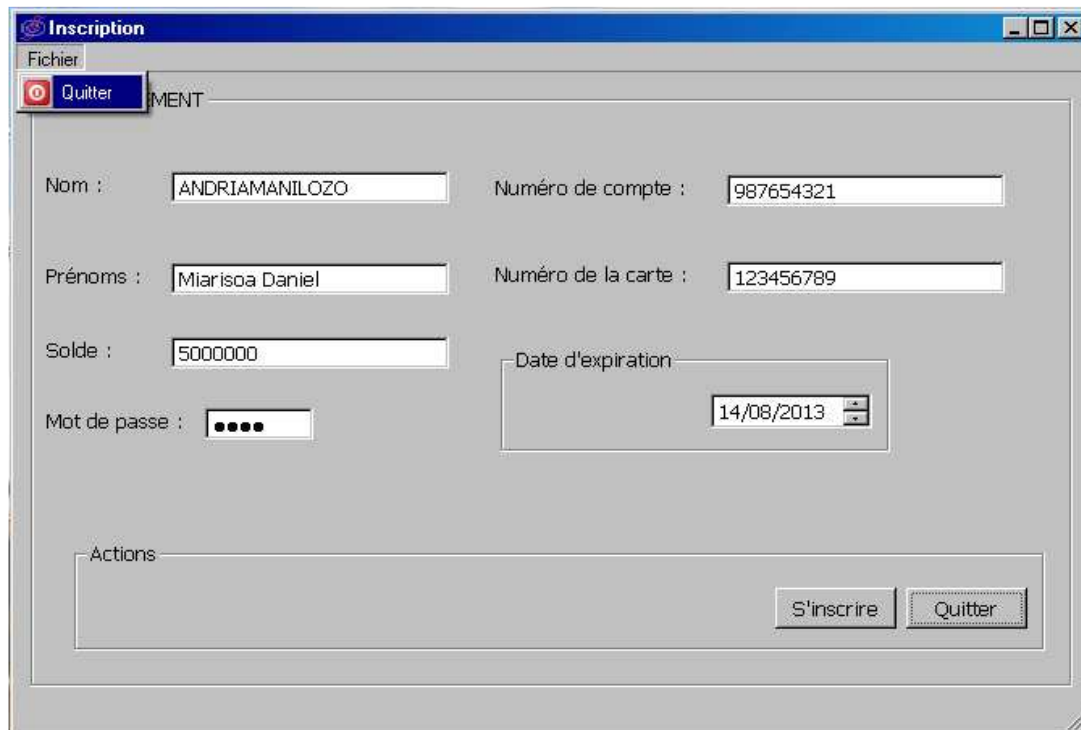 Inscription
Fichier
Quitter
EMENT
Nom :
ANDRIAMANILOZO
Numéro de compte :
987654321
Prénoms :
Miarisoa Daniel
Numéro de la carte :
123456789
Solde :
5000000
Date d'expiration
14/08/2013
Mot de passe :
●●●●
Actions
S'inscrire
Quitter